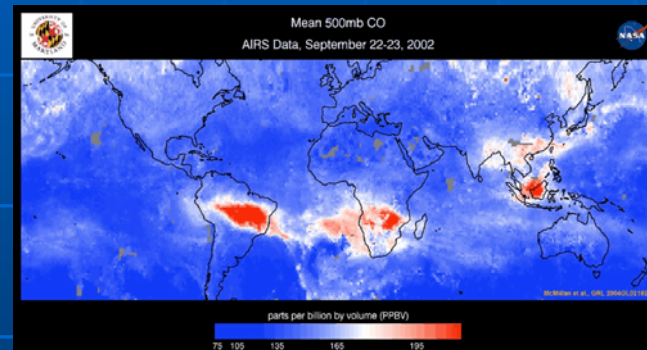 Mean 500mb CO
AIRS Data, September 22-23, 2002
NASA
parts per billion by volume (PPBV)
75 105 135 165 195